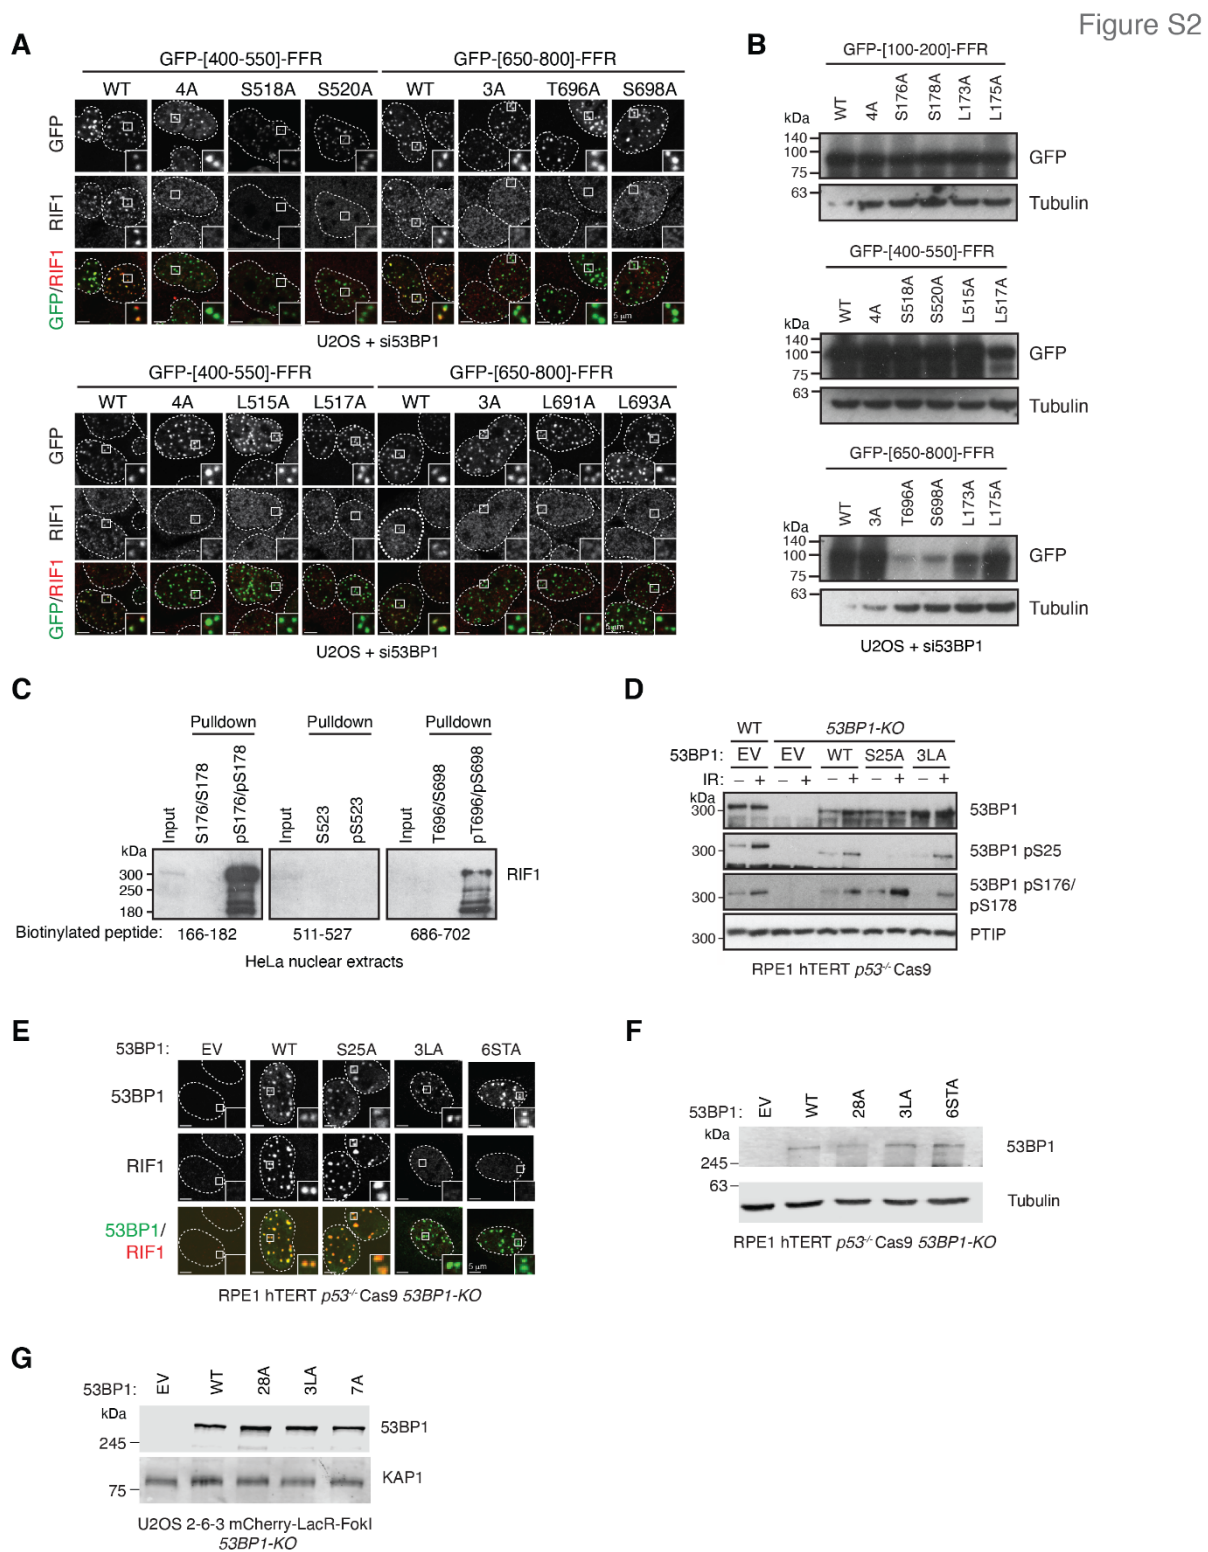 Figure S2
A
GFP-[400-550]-FFR GFP-[650-800]-FFR
WT 4A S518A S520A WT 3A T696A S698A
GFP
RIF1
GFP/RIF1
5 µm
U2OS + si53BP1
GFP-[400-550]-FFR GFP-[650-800]-FFR
WT 4A L515A L517A WT 3A L691A L693A
GFP
RIF1
GFP/RIF1
5 µm
U2OS + si53BP1
B
GFP-[100-200]-FFR
WT 4A S176A S178A L173A L175A
kDa
140
100
75
GFP
63
Tubulin
GFP-[400-550]-FFR
WT 4A S518A S520A L515A L517A
kDa
140
100
75
GFP
63
Tubulin
GFP-[650-800]-FFR
WT 3A T696A S698A L173A L175A
kDa
140
100
75
GFP
63
Tubulin
U2OS + si53BP1
C
Pulldown Pulldown Pulldown
Input S176/S178 pS176/pS178 Input S523 pS523 Input T696/S698 pT696/pS698
kDa
300
250
180
RIF1
Biotinylated peptide: 166-182 511-527 686-702
HeLa nuclear extracts
D
WT 53BP1-KO
53BP1: EV EV WT S25A 3LA
IR: – + – + – + – + – +
kDa
300 53BP1
300 53BP1 pS25
300 53BP1 pS176/
pS178
300 PTIP
RPE1 hTERT p53-/- Cas9
E
53BP1: EV WT S25A 3LA 6STA
53BP1
RIF1
53BP1/
RIF1
5 µm
RPE1 hTERT p53-/- Cas9 53BP1-KO
F
53BP1: EV WT 28A 3LA 6STA
kDa
245
53BP1
63
Tubulin
RPE1 hTERT p53-/- Cas9 53BP1-KO
G
53BP1: EV WT 28A 3LA 7A
kDa
245
53BP1
75
KAP1
U2OS 2-6-3 mCherry-LacR-FokI
53BP1-KO